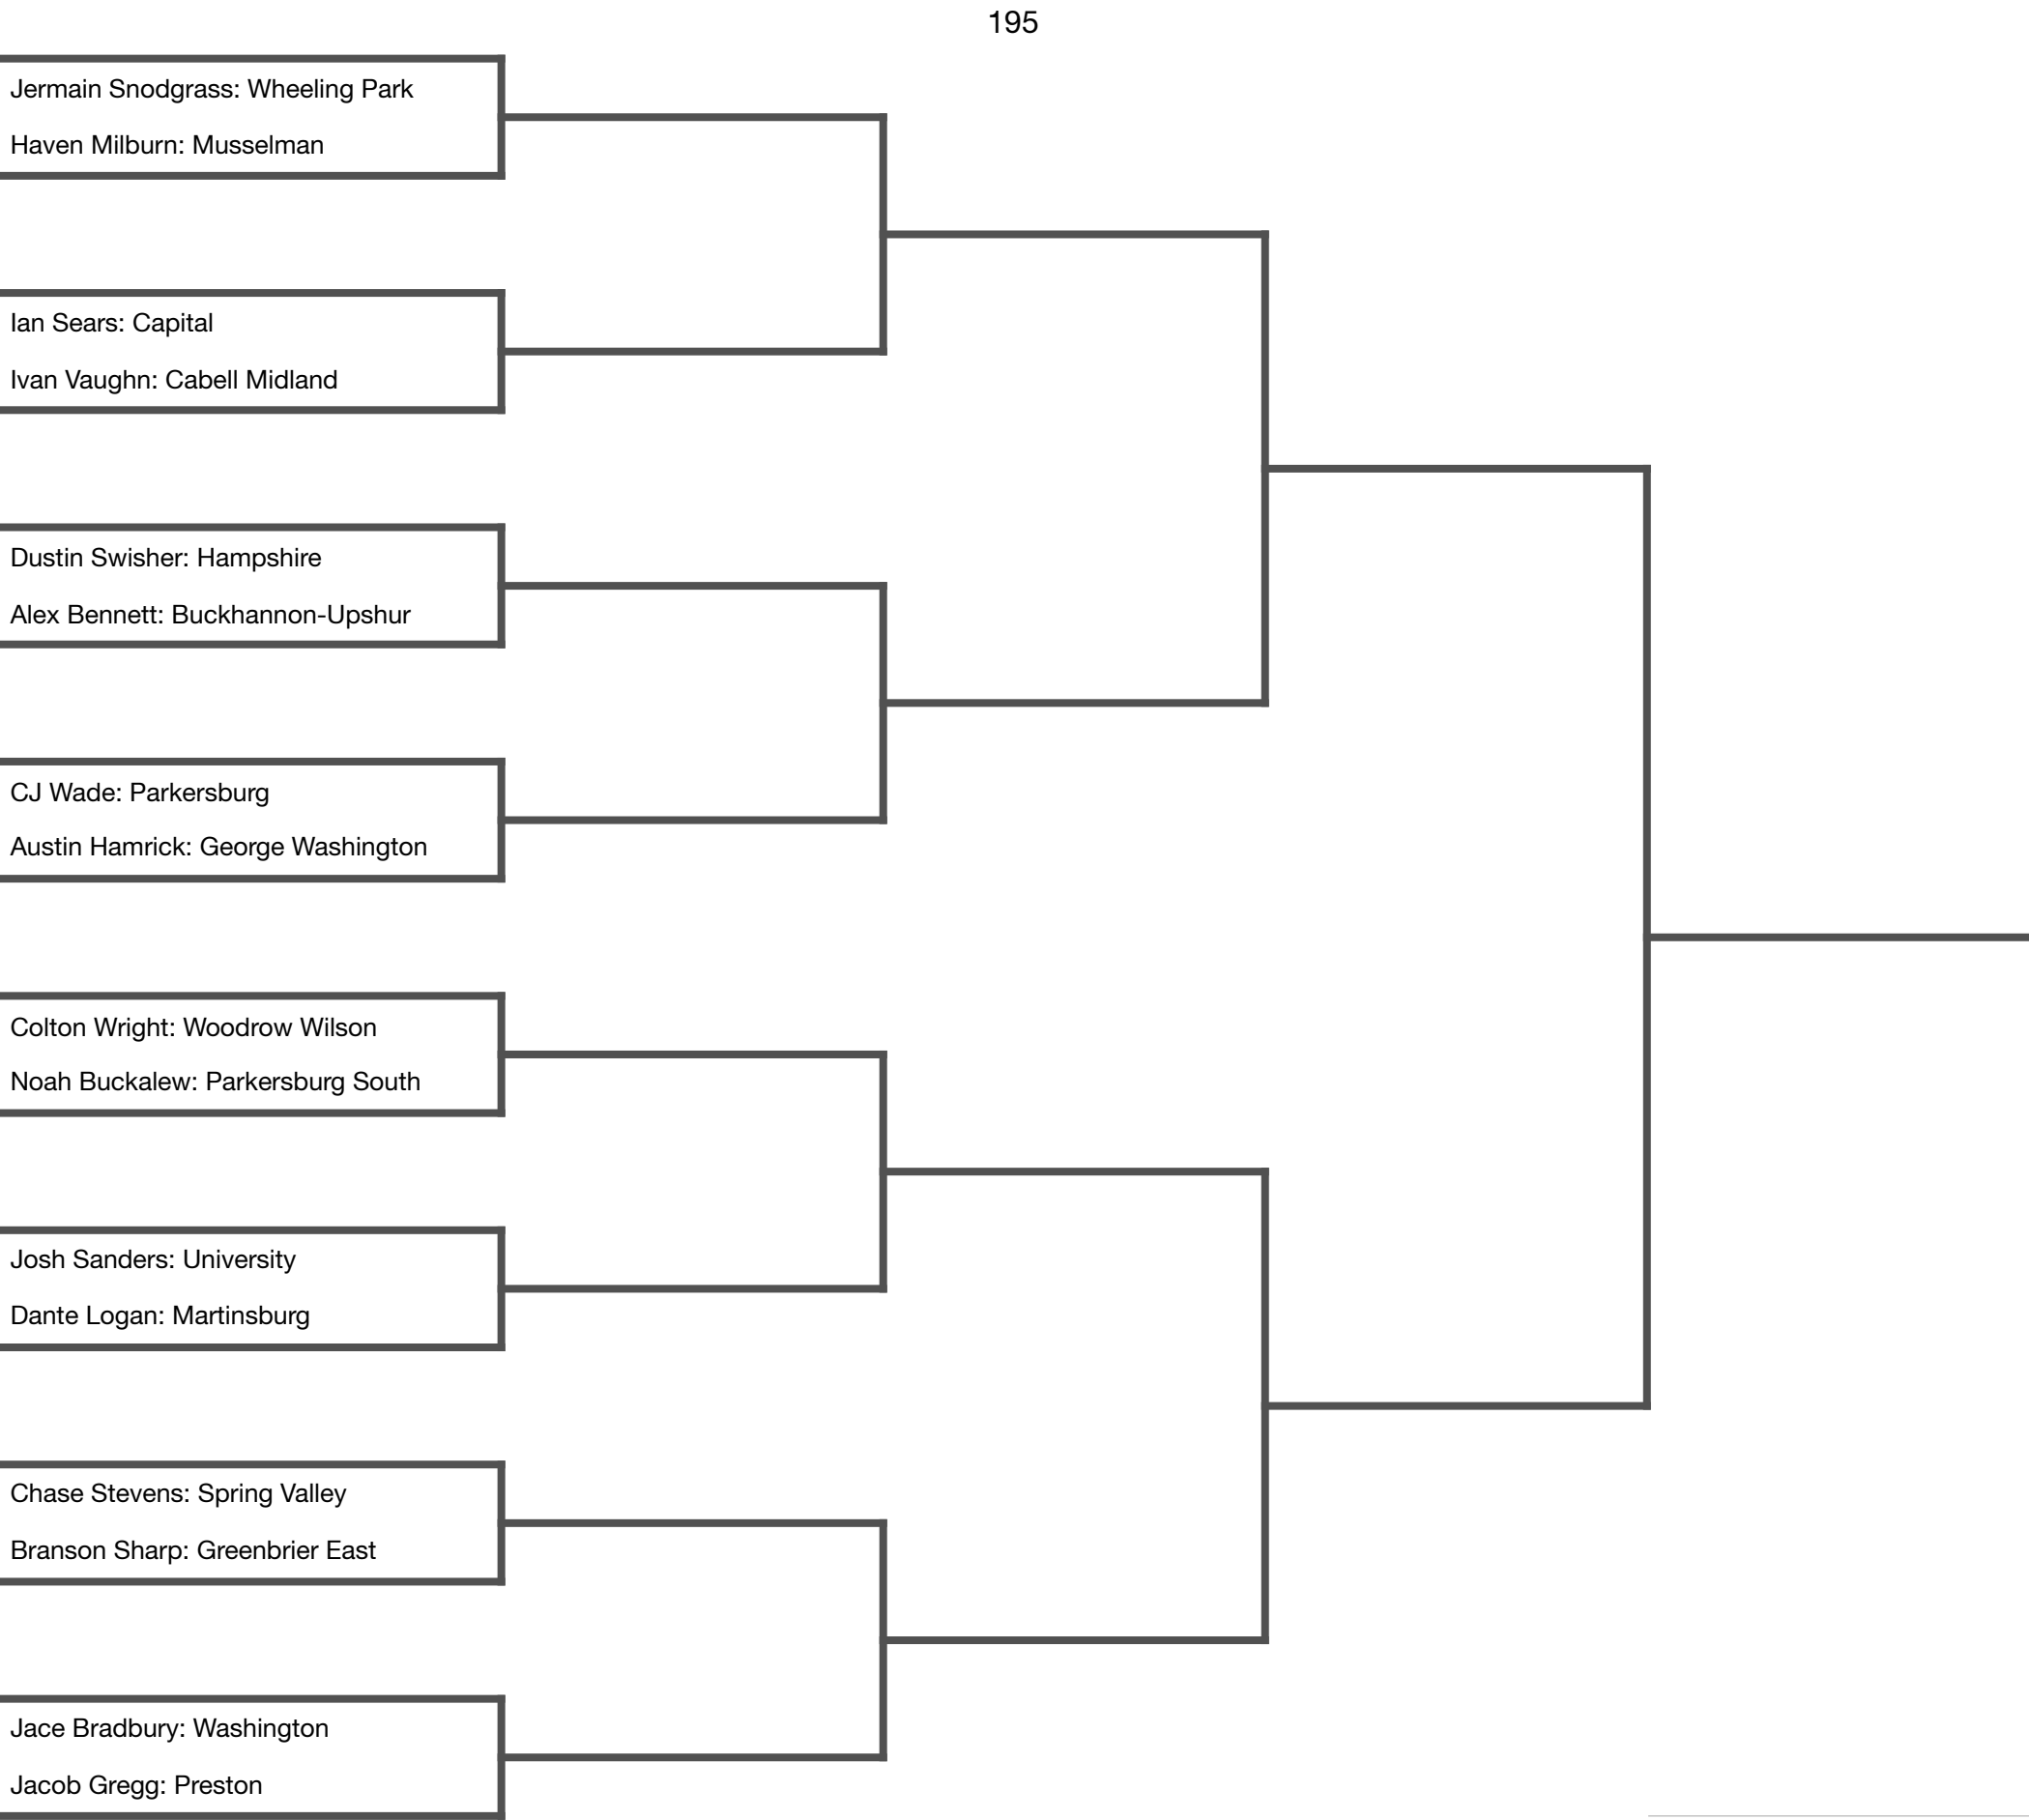 195
Jermain Snodgrass: Wheeling Park
Haven Milburn: Musselman
Ian Sears: Capital
Ivan Vaughn: Cabell Midland
Dustin Swisher: Hampshire
Alex Bennett: Buckhannon-Upshur
CJ Wade: Parkersburg
Austin Hamrick: George Washington
Colton Wright: Woodrow Wilson
Noah Buckalew: Parkersburg South
Josh Sanders: University
Dante Logan: Martinsburg
Chase Stevens: Spring Valley
Branson Sharp: Greenbrier East
Jace Bradbury: Washington
Jacob Gregg: Preston